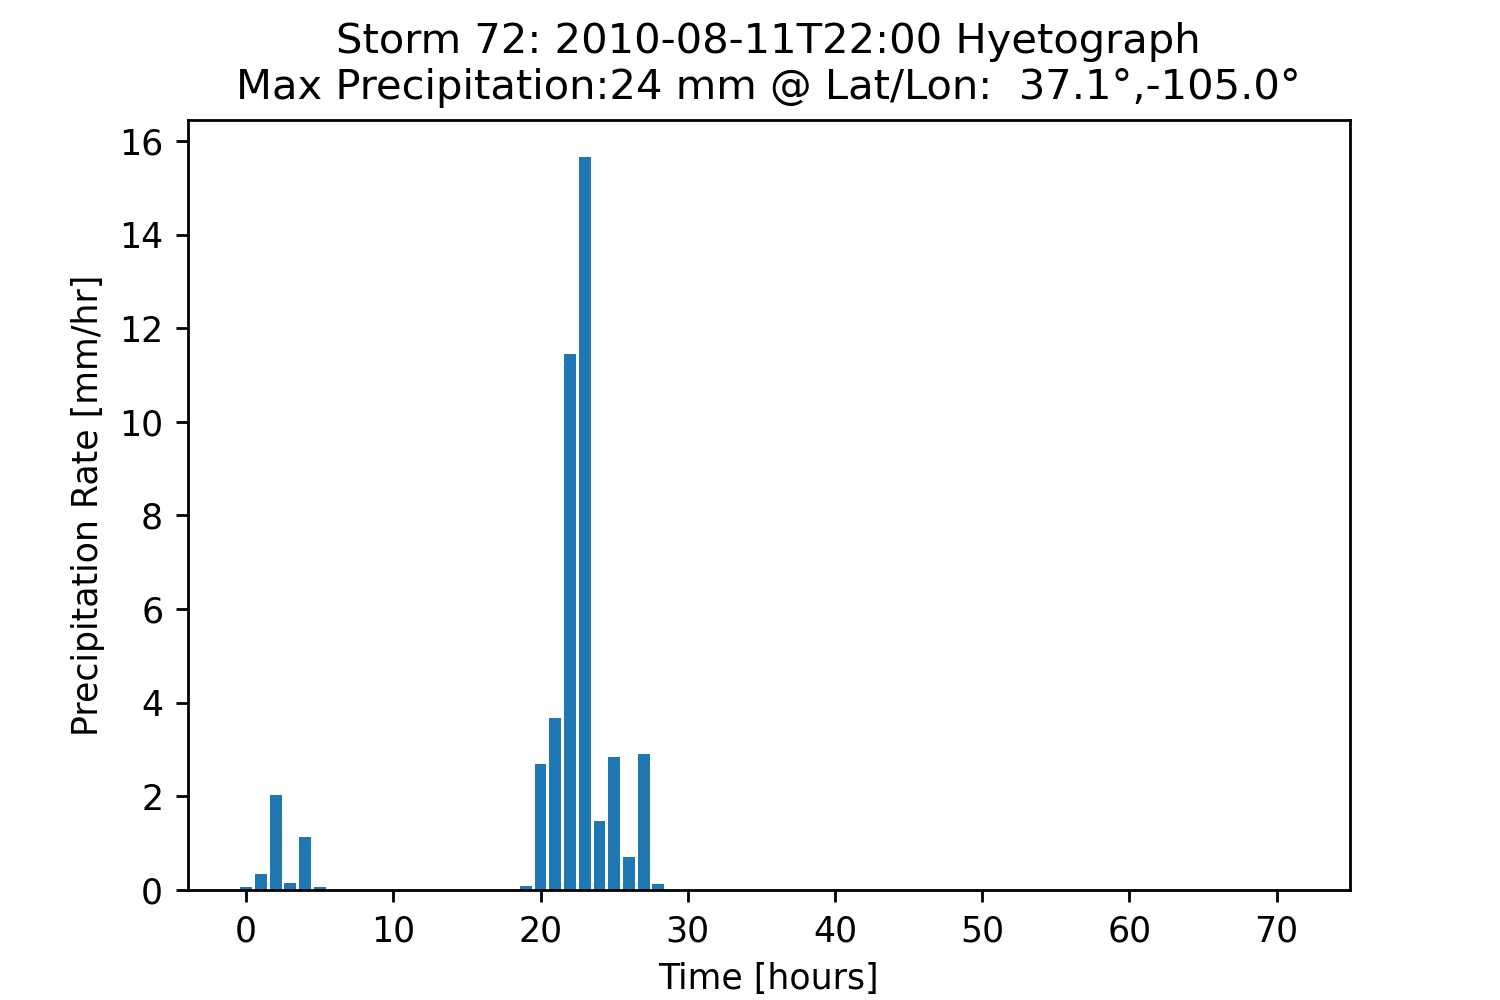 Storm 72: 2010-08-11T22:00 Hyetograph
Max Precipitation:24 mm @ Lat/Lon:  37.1°,-105.0°
16
14
12
10
8
6
4
2
0
Precipitation Rate [mm/hr]
0 10 20 30 40 50 60 70
Time [hours]